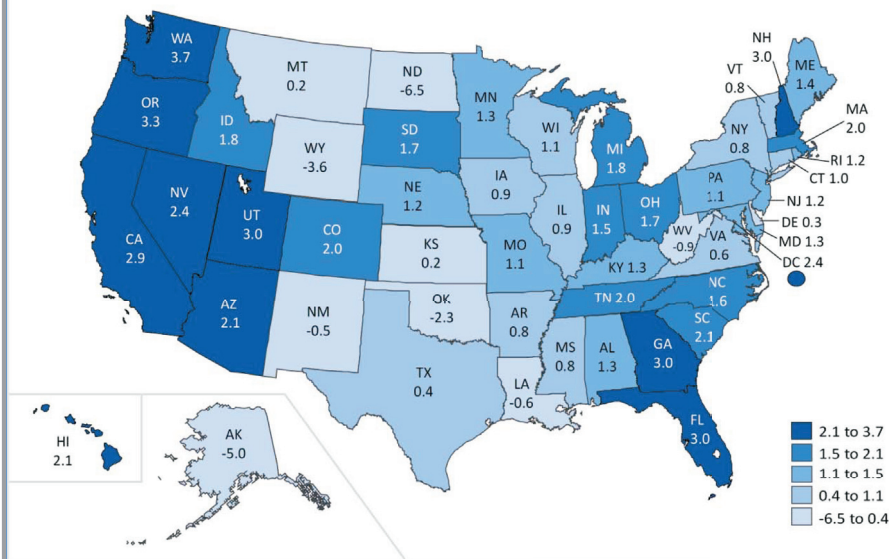 WA
3.7
MT
0.2
ND
-6.5
MN
1.3
NH
3.0
VT
0.8
ME
1.4
OR
3.3
ID
1.8
WY
-3.6
SD
1.7
WI
1.1
MI
1.8
NY
0.8
MA
2.0
RI 1.2
CT 1.0
NV
2.4
UT
3.0
CO
2.0
NE
1.2
IA
0.9
IL
0.9
IN
1.5
OH
1.7
PA
1.1
NJ 1.2
DE 0.3
MD 1.3
DC 2.4
WV
-0.9
VA
0.6
CA
2.9
KS
0.2
MO
1.1
KY 1.3
AZ
2.1
NM
-0.5
OK
-2.3
AR
0.8
TN 2.0
NC
1.6
SC
2.1
TX
0.4
LA
-0.6
MS
0.8
AL
1.3
GA
3.0
FL
3.0
HI
2.1
AK
-5.0
2.1 to 3.7
1.5 to 2.1
1.1 to 1.5
0.4 to 1.1
-6.5 to 0.4